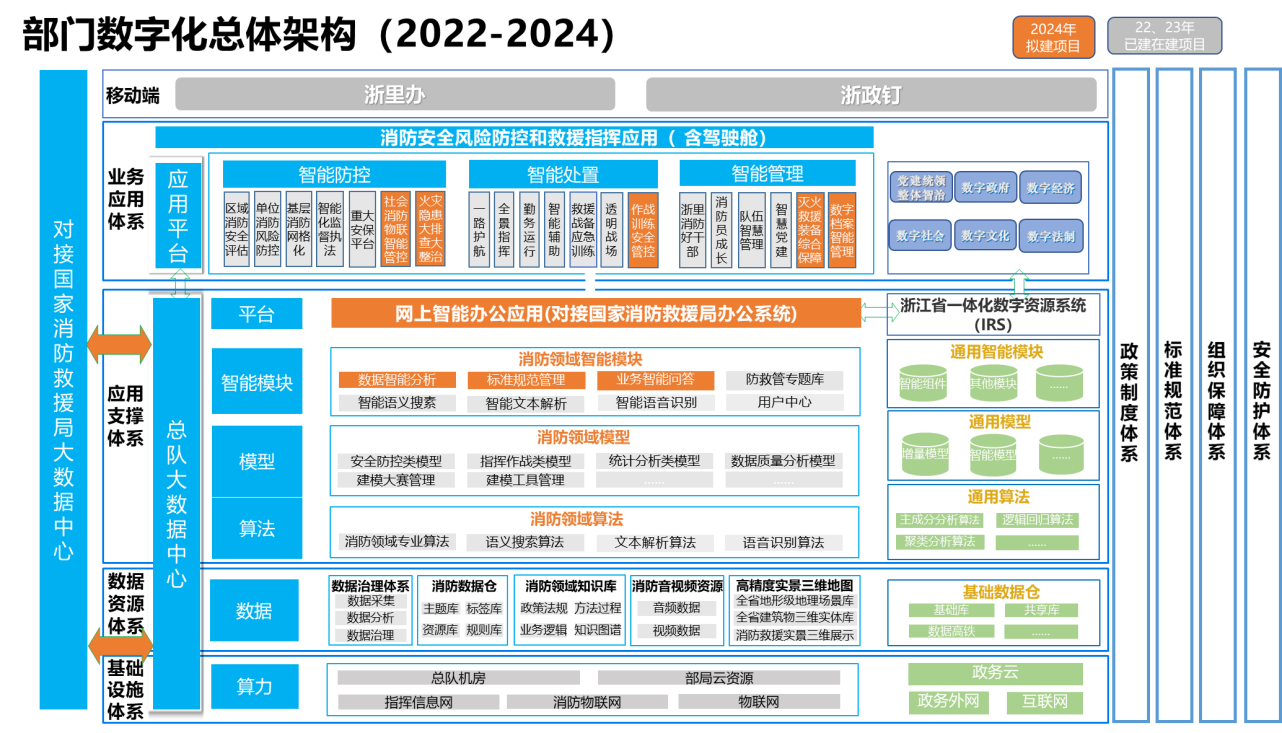 部门数字化总体架构（2022-2024）
2024年
拟建项目
22、23年
已建在建项目
对接国家消防救援局大数据中心
移动端
浙里办
浙政钉
业务
应用
体系
应用平台
消防安全风险防控和救援指挥应用（ 含驾驶舱）
智能防控
区域消防安全评估
单位消防风险防控
基层消防网格化
智能化监督执法
重大安保平台
社会消防物联智能管控
火灾隐患大排查大整治
智能处置
一路护航
全景指挥
勤务运行
智能辅助
救援战备应急训练
透明战场
作战训练安全管控
智能管理
浙里消防好干部
消防员成长
队伍智慧管理
智慧党建
灭火救援装备综合保障
数字档案智能管理
党建统领
整体智治
数字政府
数字经济
数字社会
数字文化
数字法制
应用
支撑
体系
总队大数据中心
平台
网上智能办公应用(对接国家消防救援局办公系统)
浙江省一体化数字资源系统
（IRS）
智能模块
消防领域智能模块
数据智能分析
标准规范管理
业务智能问答
防救管专题库
智能语义搜索
智能文本解析
智能语音识别
用户中心
通用智能模块
智能组件
其他模块
......
模型
消防领域模型
安全防控类模型
指挥作战类模型
统计分析类模型
数据质量分析模型
建模大赛管理
建模工具管理
......
......
通用模型
增量模型
智能模型
......
算法
消防领域算法
消防领域专业算法
语义搜索算法
文本解析算法
语音识别算法
通用算法
主成分分析算法
逻辑回归算法
聚类分析算法
......
数据
资源
体系
数据
数据治理体系
数据采集
数据分析
数据治理
消防数据仓
主题库 标签库
资源库 规则库
消防领域知识库
政策法规 方法过程
业务逻辑 知识图谱
消防音视频资源
音频数据
视频数据
高精度实景三维地图
全省地形级地理场景库
全省建筑物三维实体库
消防救援实景三维展示
基础数据仓
基础库
共享库
数据高铁
......
基础
设施
体系
算力
总队机房
部局云资源
指挥信息网
消防物联网
物联网
政务云
政务外网
互联网
政策制度体系
标准规范体系
组织保障体系
安全防护体系